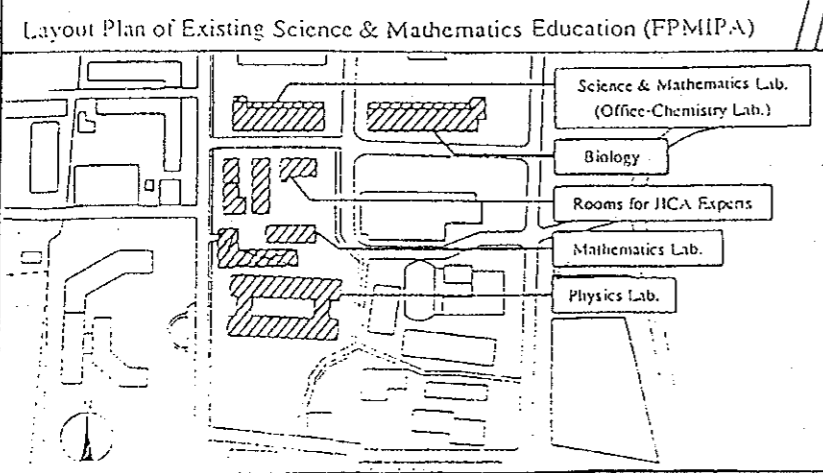 Layout Plan of Existing Science & Mathematics Education (FPMIPA)
Science & Mathematics Lab.
(Office-Chemistry Lab.)
Biology
Rooms for JICA Experts
Mathematics Lab.
Physics Lab.